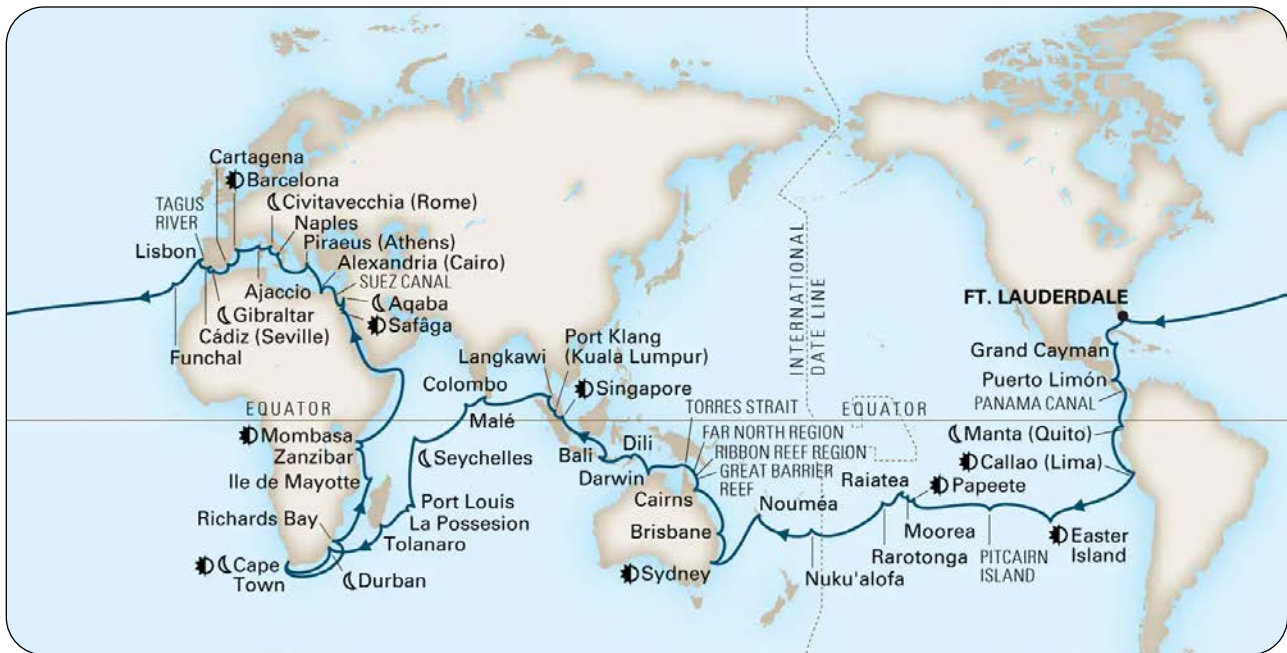 Cartagena
Barcelona
Civitavecchia (Rome)
TAGUS
RIVER
Naples
Lisbon
Piraeus (Athens)
Alexandria (Cairo)
SUEZ CANAL
Ajaccio
Aqaba
Gibraltar
Safâga
Cádiz (Seville)
Funchal
INTERNATIONAL
DATE LINE
FT. LAUDERDALE
Grand Cayman
Puerto Limón
PANAMA CANAL
Langkawi
Port Klang
(Kuala Lumpur)
Colombo
Singapore
Malé
EQUATOR
TORRES STRAIT
EQUATOR
Mombasa
Zanzibar
Dili
FAR NORTH REGION
Manta (Quito)
Seychelles
Bali
RIBBON REEF REGION
Callao (Lima)
Darwin
GREAT BARRIER
REEF
Ile de Mayotte
Raiatea
Papeete
Cairns
Port Louis
Nouméa
La Possesion
Richards Bay
Tolanaro
Brisbane
Moorea
Easter
Island
Rarotonga
PITCAIRN
ISLAND
Cape
Town
Durban
Sydney
Nuku'alofa